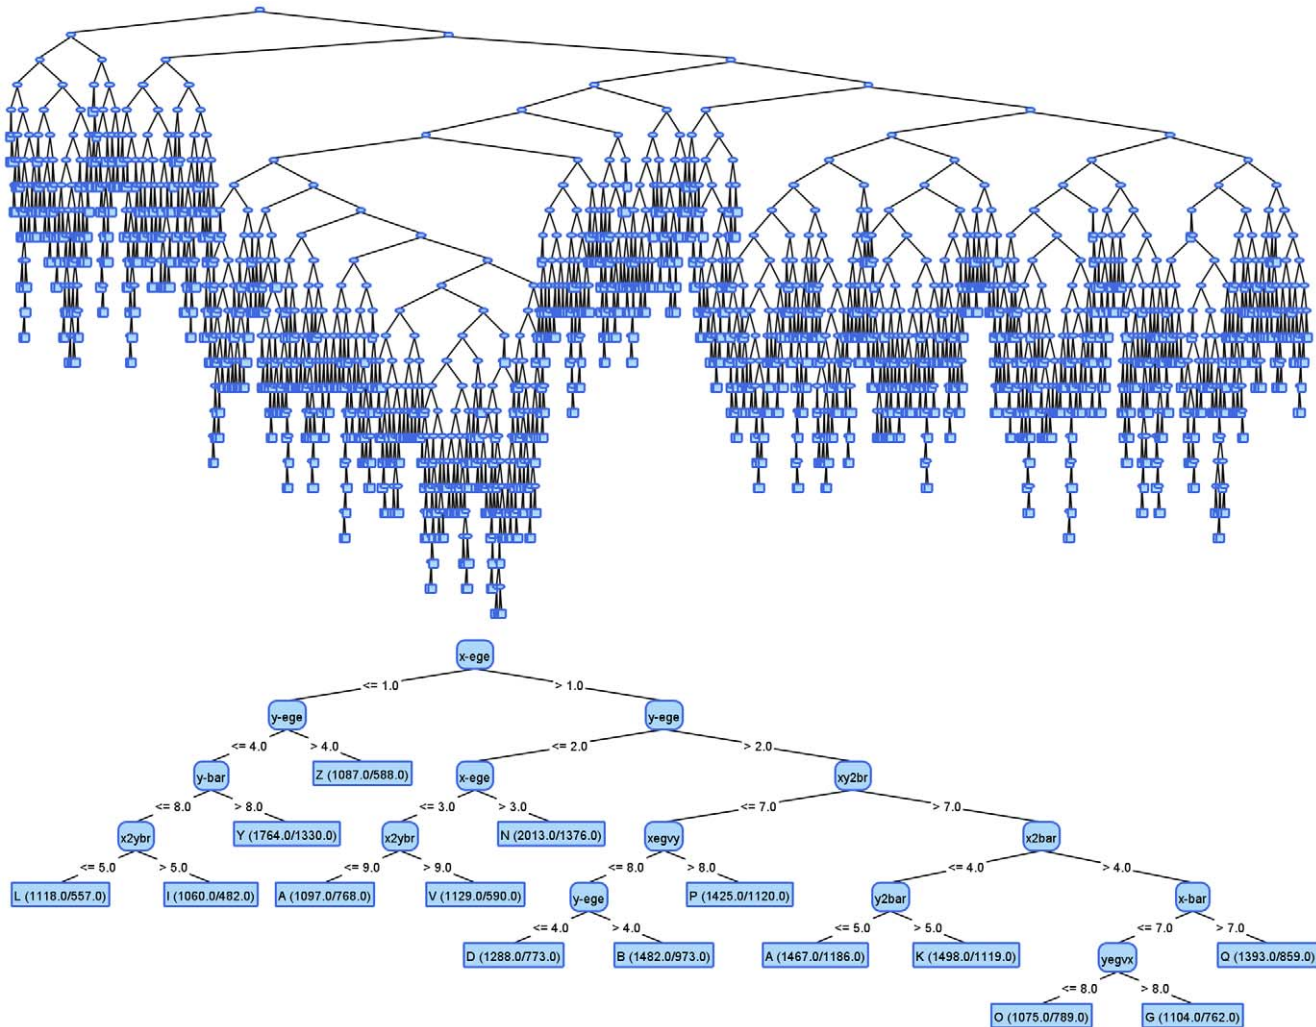 x-ege
<= 1.0 > 1.0
y-ege y-ege
<= 4.0 > 4.0 <= 2.0 > 2.0
y-bar Z (1087.0/588.0) x-ege xy2br
<= 8.0 > 8.0 <= 3.0 > 3.0 <= 7.0 > 7.0
x2ybr Y (1764.0/1330.0) x2ybr N (2013.0/1376.0) xegvy x2bar
<= 5.0 > 5.0 <= 9.0 > 9.0 <= 8.0 > 8.0 <= 4.0 > 4.0
L (1118.0/557.0) I (1060.0/482.0) A (1097.0/768.0) V (1129.0/590.0) y-ege P (1425.0/1120.0) y2bar x-bar
<= 4.0 > 4.0 <= 5.0 > 5.0 <= 7.0 > 7.0
D (1288.0/773.0) B (1482.0/973.0) A (1467.0/1186.0) K (1498.0/1119.0) yegvx Q (1393.0/859.0)
<= 8.0 > 8.0
O (1075.0/789.0) G (1104.0/762.0)